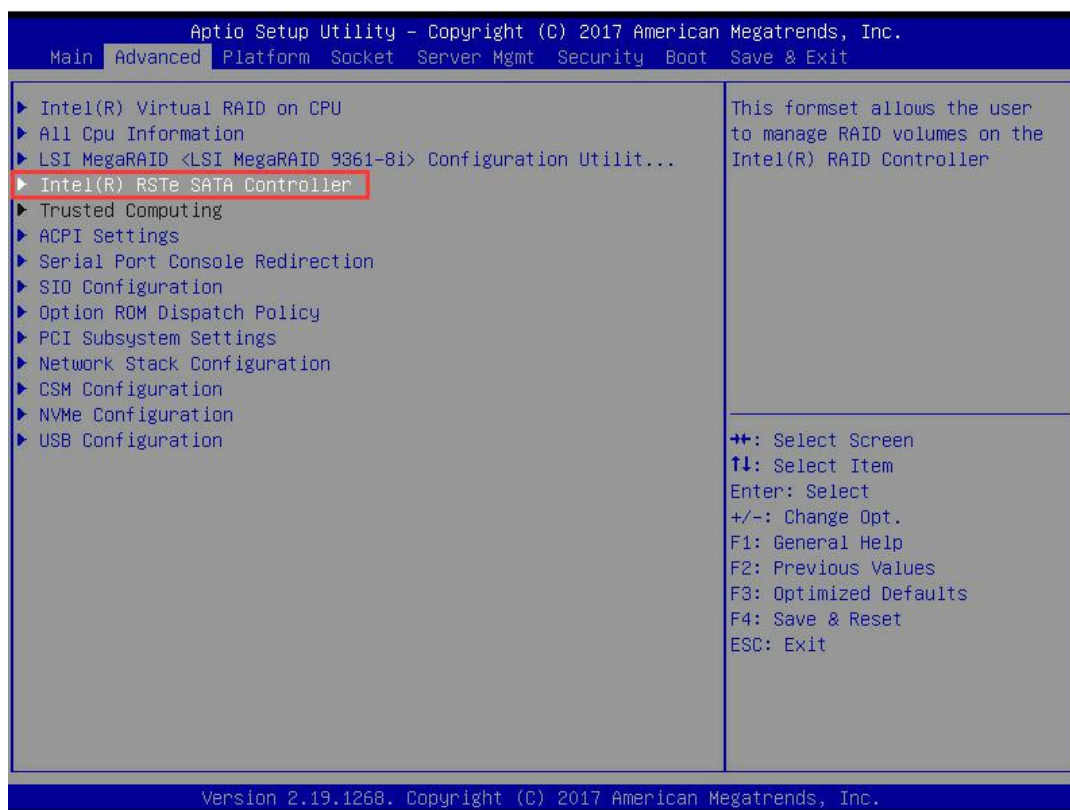 Aptio Setup Utility – Copyright (C) 2017 American Megatrends, Inc.
Main Advanced Platform Socket Server Mgmt Security Boot Save & Exit
Intel(R) Virtual RAID on CPU
All Cpu Information
LSI MegaRAID <LSI MegaRAID 9361-8i> Configuration Utilit...
Intel(R) RSTe SATA Controller
Trusted Computing
ACPI Settings
Serial Port Console Redirection
SIO Configuration
Option ROM Dispatch Policy
PCI Subsystem Settings
Network Stack Configuration
CSM Configuration
NVMe Configuration
USB Configuration
This formset allows the user
to manage RAID volumes on the
Intel(R) RAID Controller
→←: Select Screen
↑↓: Select Item
Enter: Select
+/-: Change Opt.
F1: General Help
F2: Previous Values
F3: Optimized Defaults
F4: Save & Reset
ESC: Exit
Version 2.19.1268. Copyright (C) 2017 American Megatrends, Inc.